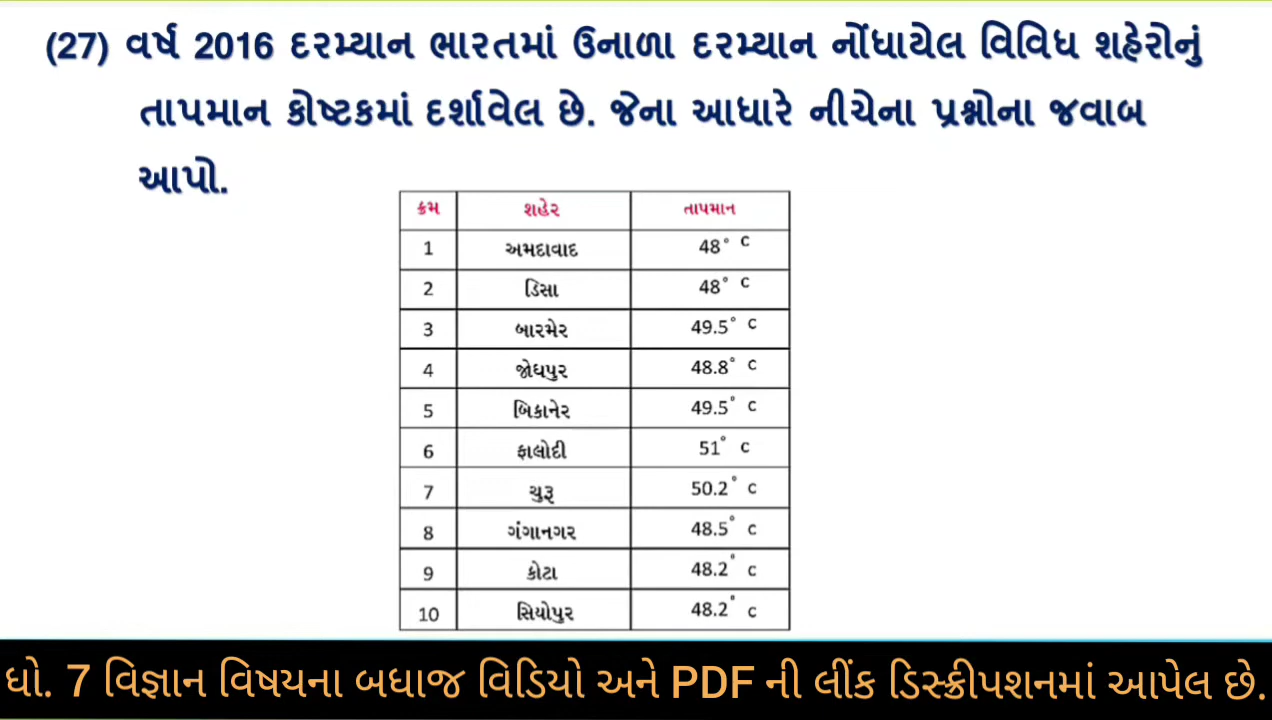 (27) વર્ષ 2016 દરમ્યાન ભારતમાં ઉનાળા દરમ્યાન નોંધાયેલ વિવિધ શહેરોનું
તાપમાન કોષ્ટકમાં દર્શાવેલ છે. જેના આધારે નીચેના પ્રશ્નોના જવાબ
આપો.
ક્રમ શહેર તાપમાન
1 અમદાવાદ 48° C
2 ડિસા 48° C
3 બારમેર 49.5° C
4 જોધપુર 48.8° C
5 બિકાનેર 49.5° C
6 ફાલોદી 51° C
7 ચુરૂ 50.2° C
8 ગંગાનગર 48.5° C
9 કોટા 48.2° C
10 સિયોપુર 48.2° C
ધો. 7 વિજ્ઞાન વિષયના બધાજ વિડિયો અને PDF ની લીંક ડિસ્ક્રીપશનમાં આપેલ છે.